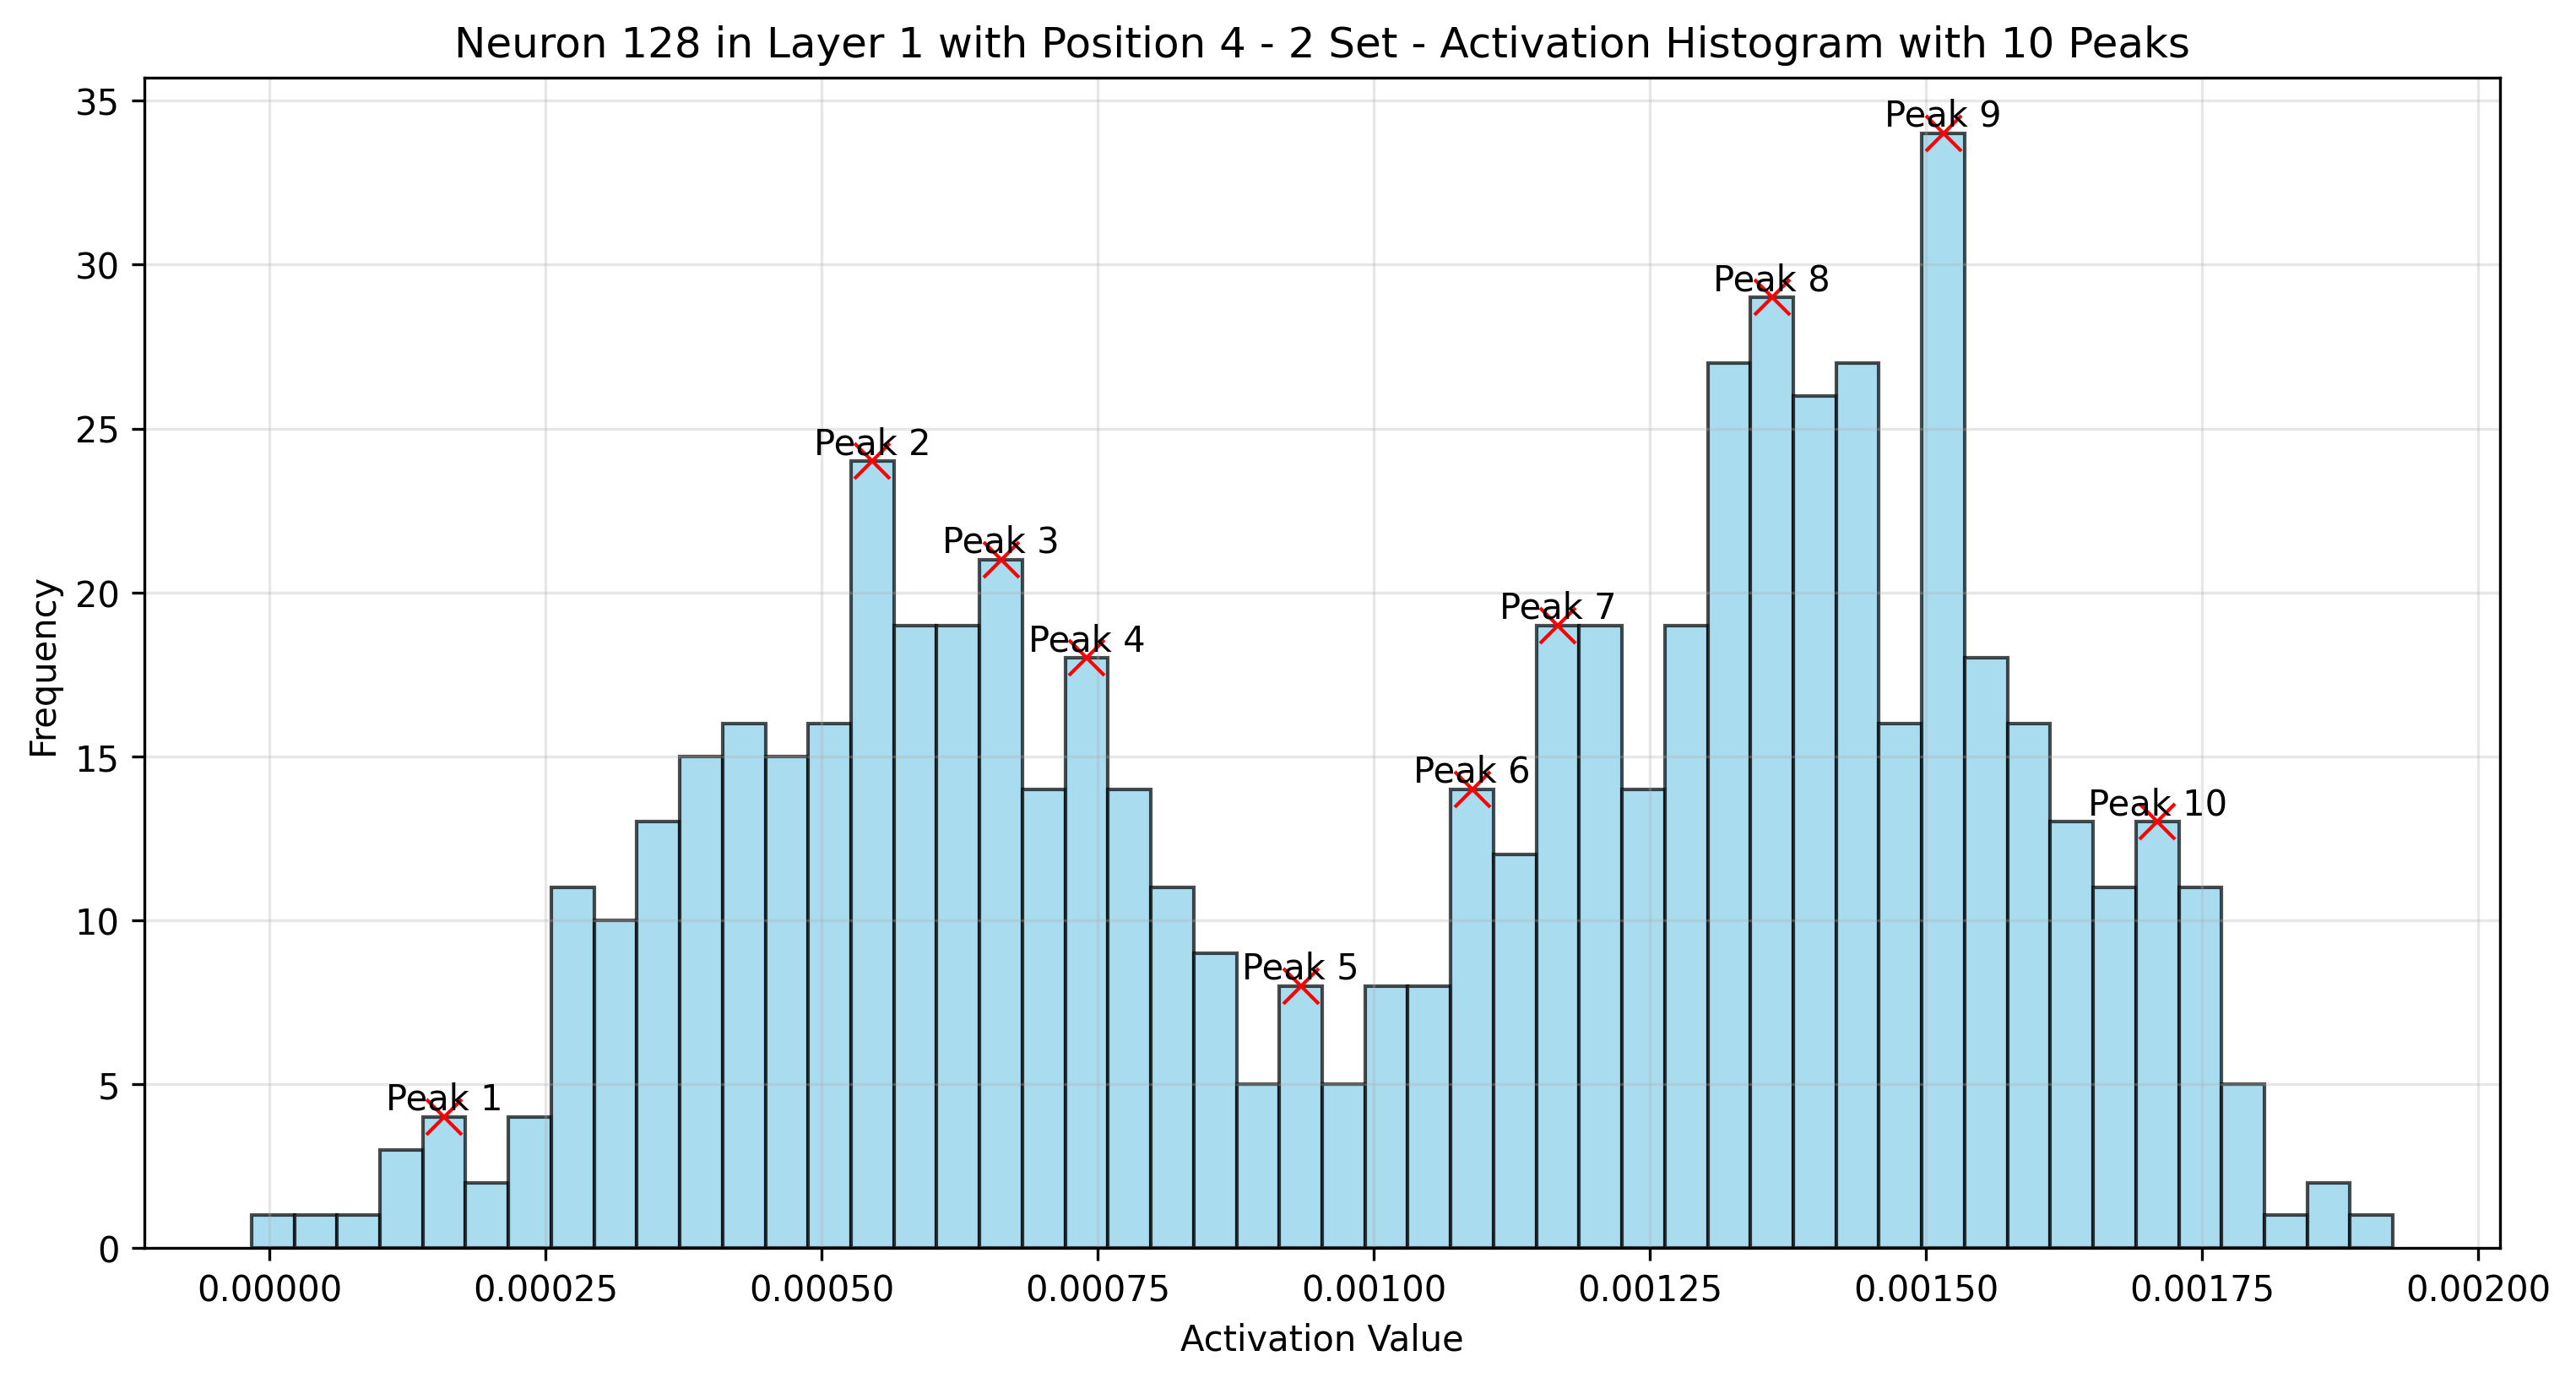 Neuron 128 in Layer 1 with Position 4 - 2 Set - Activation Histogram with 10 Peaks
35
Peak 9
30
Peak 8
25
Peak 2
Peak 3
20
Peak 7
Peak 4
Frequency
15
Peak 6
Peak 10
10
Peak 5
5
Peak 1
0
0.00000 0.00025 0.00050 0.00075 0.00100 0.00125 0.00150 0.00175 0.00200
Activation Value